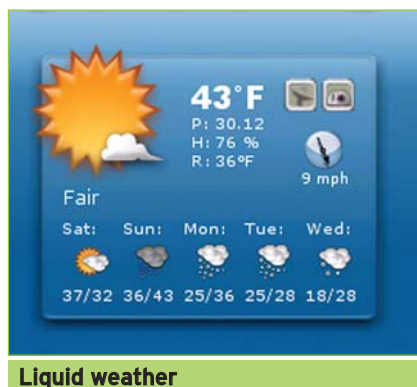 43°F
P: 30.12
H: 76 %
R: 36ºF
9 mph
Fair
Sat: Sun: Mon: Tue: Wed:
37/32 36/43 25/36 25/28 18/28
Liquid weather